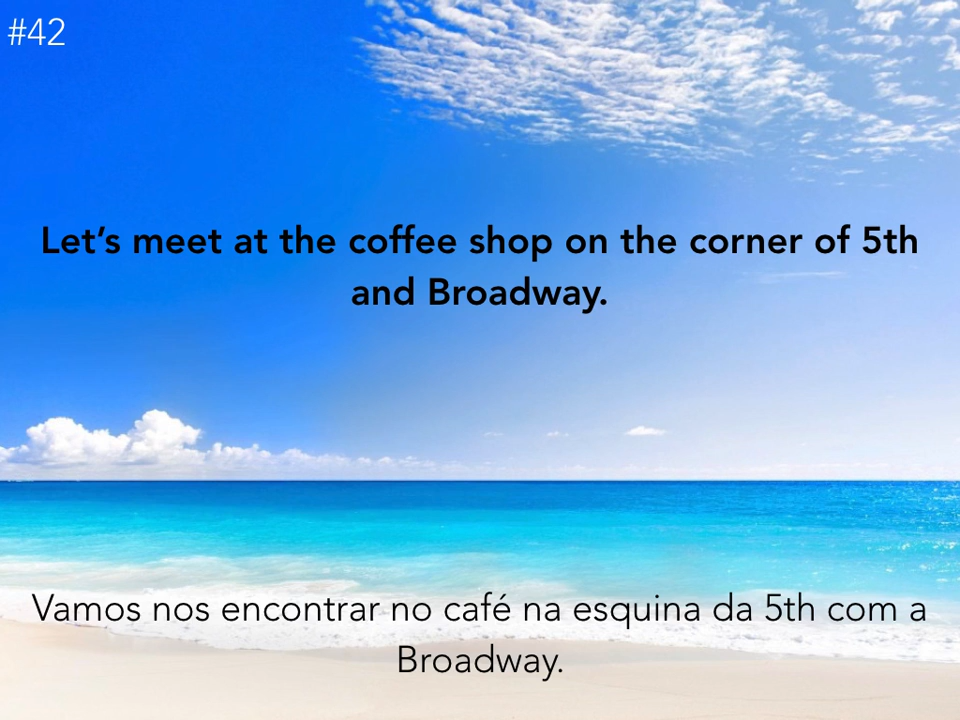 #42
Let’s meet at the coffee shop on the corner of 5th
and Broadway.
Vamos nos encontrar no café na esquina da 5th com a
Broadway.